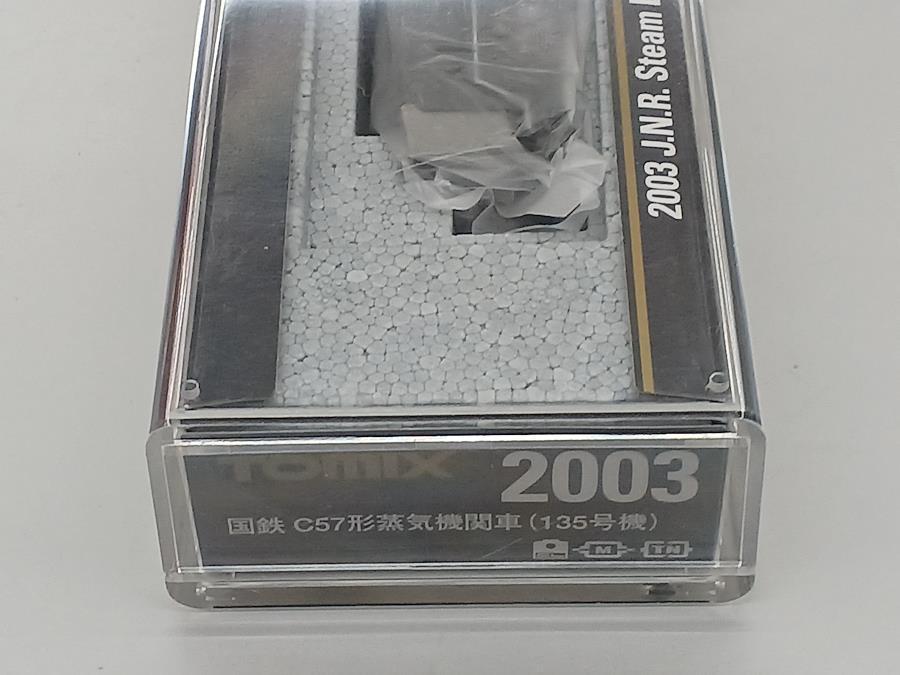 2003 J.N.R. Steam
TOMIX 2003
国鉄 C57形蒸気機関車(135号機)
M TN